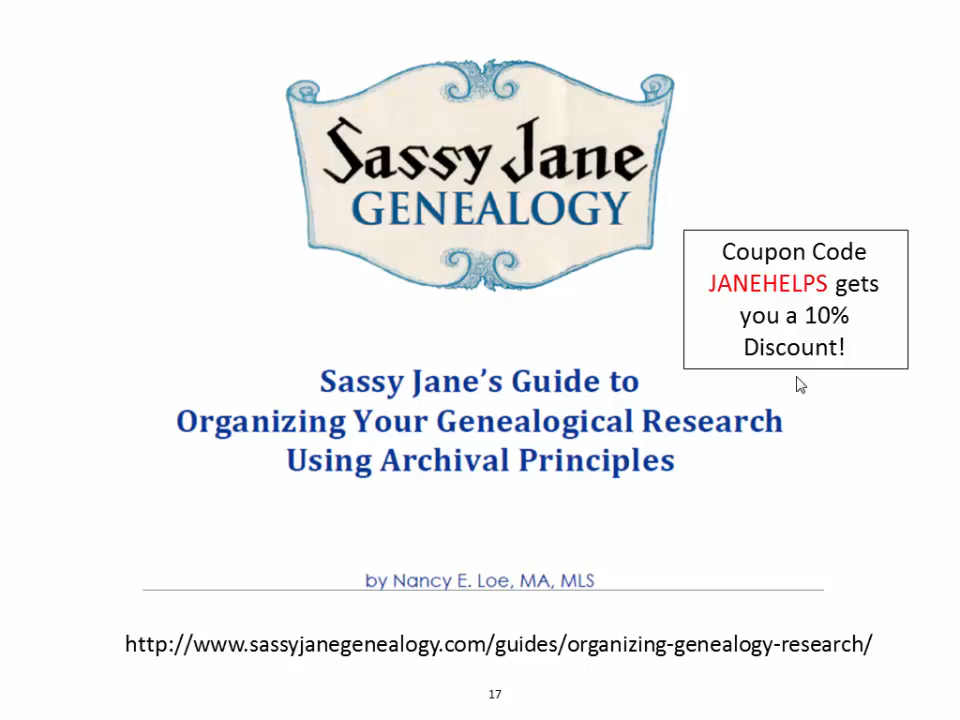 Sassy Jane
GENEALOGY
Coupon Code
JANEHELPS gets
you a 10%
Discount!
Sassy Jane’s Guide to
Organizing Your Genealogical Research
Using Archival Principles
by Nancy E. Loe, MA, MLS
http://www.sassyjanegenealogy.com/guides/organizing-genealogy-research/
17